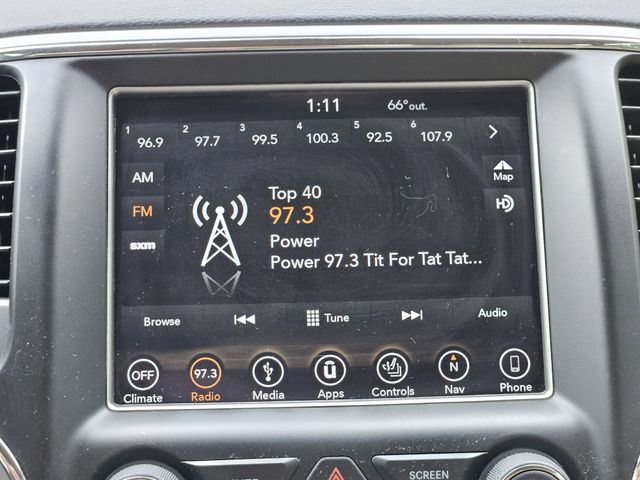 1:11 66° out.
1 96.9 2 97.7 3 99.5 4 100.3 5 92.5 6 107.9
AM
Map
FM
HD
sxm
Top 40
97.3
Power
Power 97.3 Tit For Tat Tat...
Browse Tune Audio
OFF 97.3 N
Climate Radio Media Apps Controls Nav Phone
SCREEN